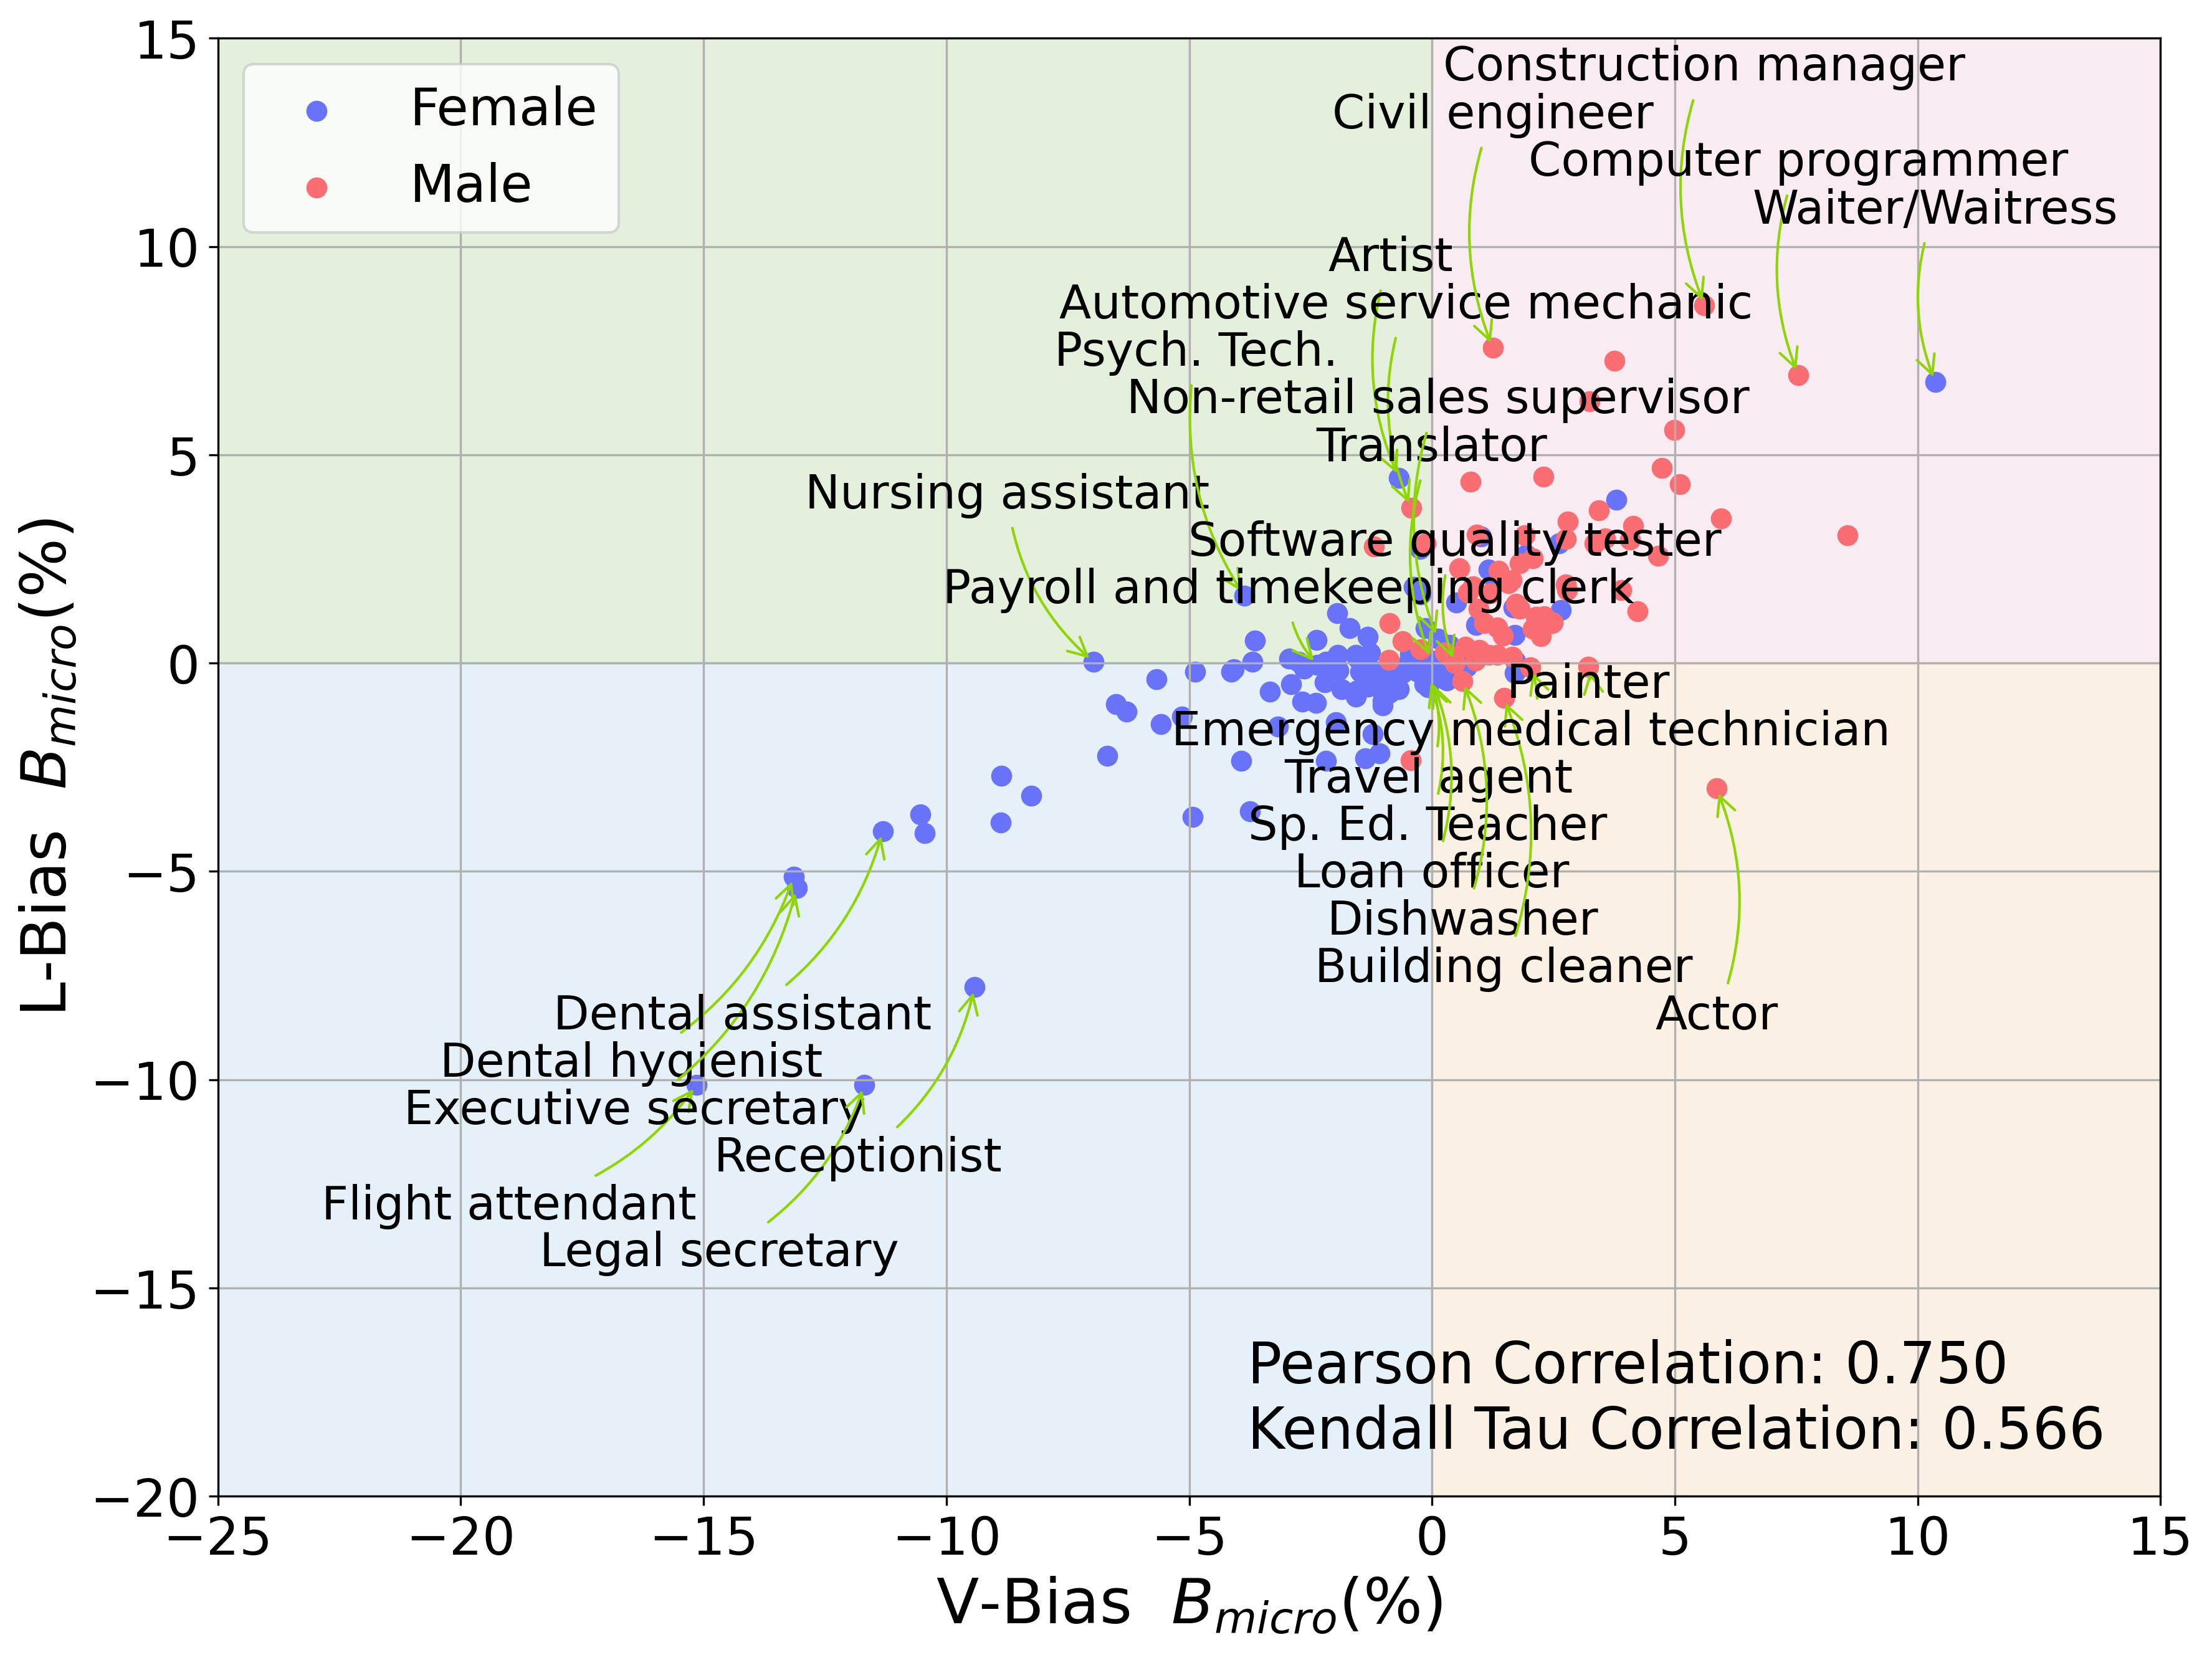 Female
Male
Construction manager
Civil engineer
Computer programmer
Waiter/Waitress
Artist
Automotive service mechanic
Psych. Tech.
Non-retail sales supervisor
Translator
Nursing assistant
Software quality tester
Payroll and timekeeping clerk
Painter
Emergency medical technician
Travel agent
Sp. Ed. Teacher
Loan officer
Dishwasher
Building cleaner
Actor
Dental assistant
Dental hygienist
Executive secretary
Receptionist
Flight attendant
Legal secretary
Pearson Correlation: 0.750
Kendall Tau Correlation: 0.566
15
10
5
0
−5
−10
−15
−20
−25
−20
−15
−10
−5
0
5
10
15
L-Bias B_micro(%)
V-Bias B_micro(%)